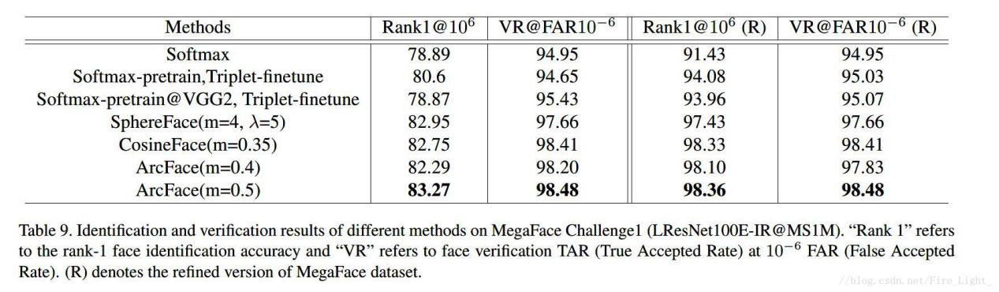 Methods Rank1@10^6 VR@FAR10^−6 Rank1@10^6 (R) VR@FAR10^−6 (R)
Softmax 78.89 94.95 91.43 94.95
Softmax-pretrain,Triplet-finetune 80.6 94.65 94.08 95.03
Softmax-pretrain@VGG2, Triplet-finetune 78.87 95.43 93.96 95.07
SphereFace(m=4, λ=5) 82.95 97.66 97.43 97.66
CosineFace(m=0.35) 82.75 98.41 98.33 98.41
ArcFace(m=0.4) 82.29 98.20 98.10 97.83
ArcFace(m=0.5) 83.27 98.48 98.36 98.48
Table 9. Identification and verification results of different methods on MegaFace Challenge1 (LResNet100E-IR@MS1M). “Rank 1” refers
to the rank-1 face identification accuracy and “VR” refers to face verification TAR (True Accepted Rate) at 10^−6 FAR (False Accepted
Rate). (R) denotes the refined version of MegaFace dataset.
//blog.csdn.net/Fire_Light_